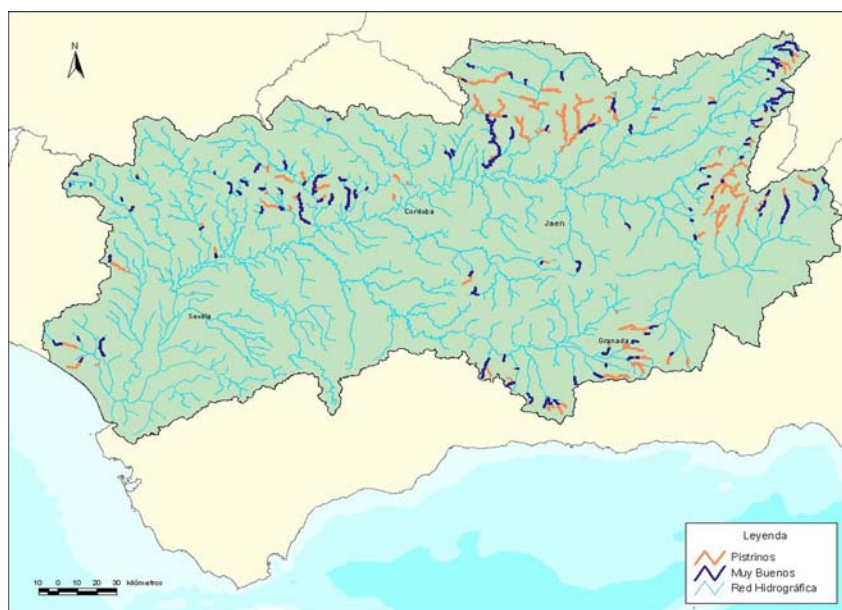 N
Cordoba
Jaen
Sevilla
Granada
10 0 10 20 30 kilómetros
Leyenda
Pistrinos
Muy Buenos
Red Hidrográfica